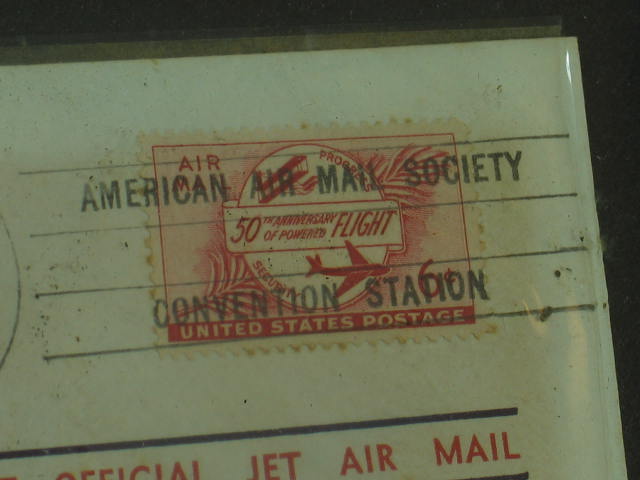 AIR
MAIL
PROGRESS
AMERICAN AIR MAIL SOCIETY
50TH ANNIVERSARY OF POWERED FLIGHT
6¢
CONVENTION STATION
UNITED STATES POSTAGE
OFFICIAL JET AIR MAIL